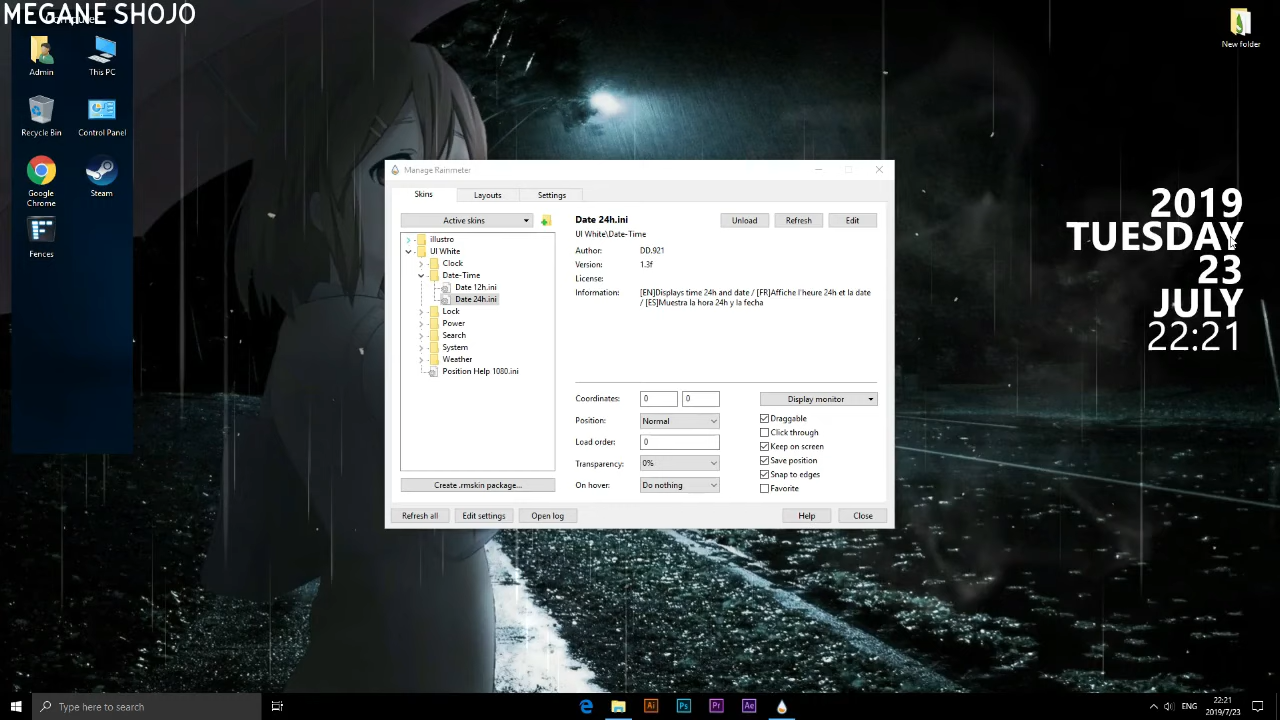 MEGANE SHOJO
Admin
This PC
Recycle Bin
Control Panel
Google
Chrome
Steam
Fences
New folder
2019
TUESDAY
23
JULY
22:21
Manage Rainmeter
Skins
Layouts
Settings
Active skins
illustro
UI White
Clock
Date-Time
Date 12h.ini
Date 24h.ini
Lock
Power
Search
System
Weather
Position Help 1080.ini
Create .rmskin package...
Date 24h.ini
UI White\Date-Time
Unload
Refresh
Edit
Author: DD.921
Version: 1.3f
License:
Information: [EN]Displays time 24h and date / [FR]Affiche l'heure 24h et la date
/ [ES]Muestra la hora 24h y la fecha
Coordinates: 0 0
Position: Normal
Load order: 0
Transparency: 0%
On hover: Do nothing
Display monitor
Draggable
Click through
Keep on screen
Save position
Snap to edges
Favorite
Refresh all
Edit settings
Open log
Help
Close
Type here to search
Ai
Ps
Pr
Ae
ENG
22:21
2019/7/23